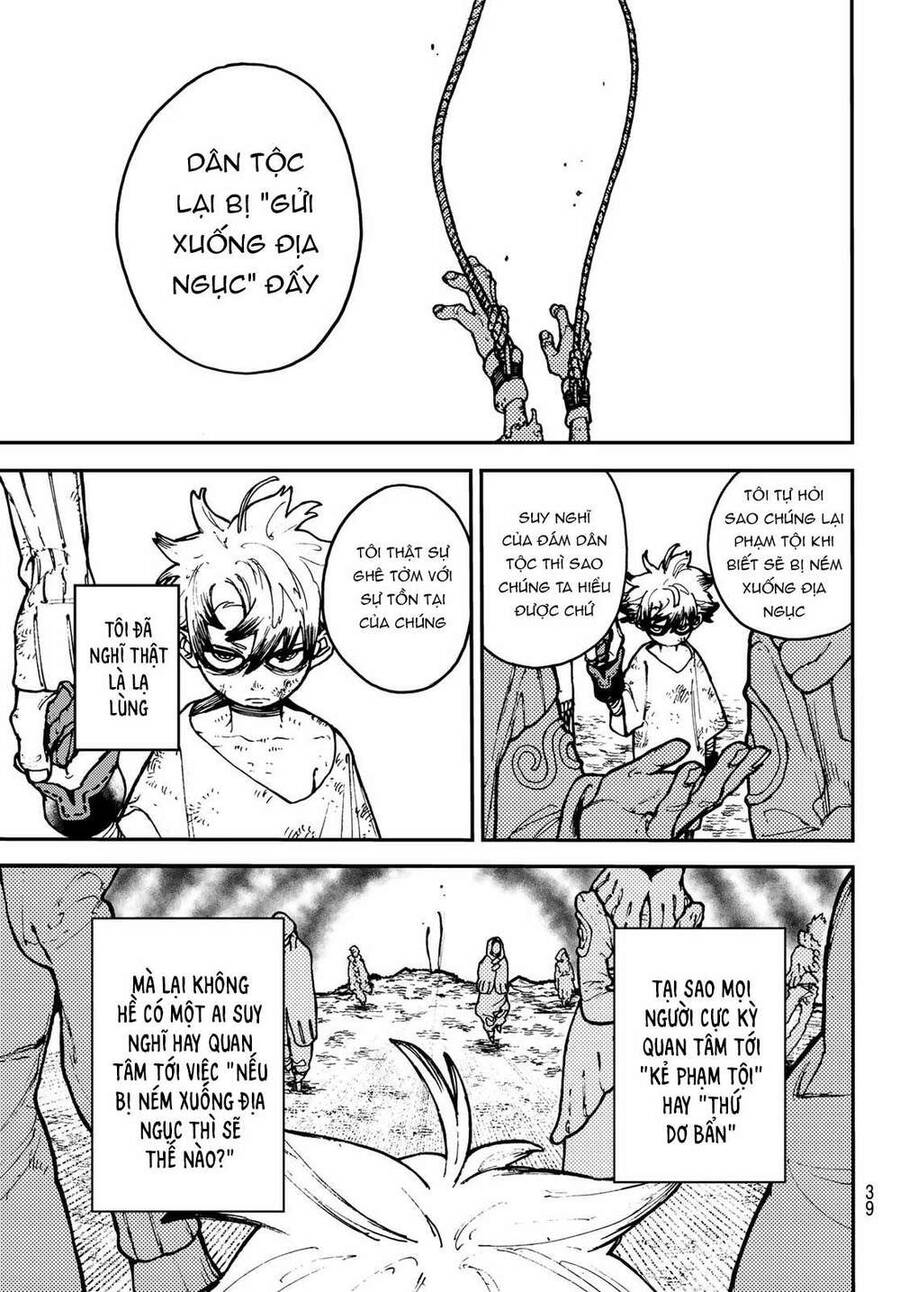 DÂN TỘC
LẠI BỊ "GỬI
XUỐNG ĐỊA
NGỤC" ĐẤY
TÔI TỰ HỎI
SAO CHÚNG LẠI
PHẠM TỘI KHI
BIẾT SẼ BỊ NÉM
XUỐNG ĐỊA
NGỤC
SUY NGHĨ
CỦA ĐÁM DÂN
TỘC THÌ SAO
CHÚNG TA HIỂU
ĐƯỢC CHỨ
TÔI THẬT SỰ
GHÊ TỞM VỚI
SỰ TỒN TẠI
CỦA CHÚNG
TÔI ĐÃ
NGHĨ THẬT
LÀ LẠ
LÙNG
TẠI SAO MỌI
NGƯỜI CỰC KỲ
QUAN TÂM TỚI
"KẺ PHẠM TỘI"
HAY "THỨ
DƠ BẨN"
MÀ LẠI KHÔNG
HỀ CÓ MỘT AI SUY
NGHĨ HAY QUAN
TÂM TỚI VIỆC "NẾU
BỊ NÉM XUỐNG ĐỊA
NGỤC THÌ SẼ
THẾ NÀO?"
39